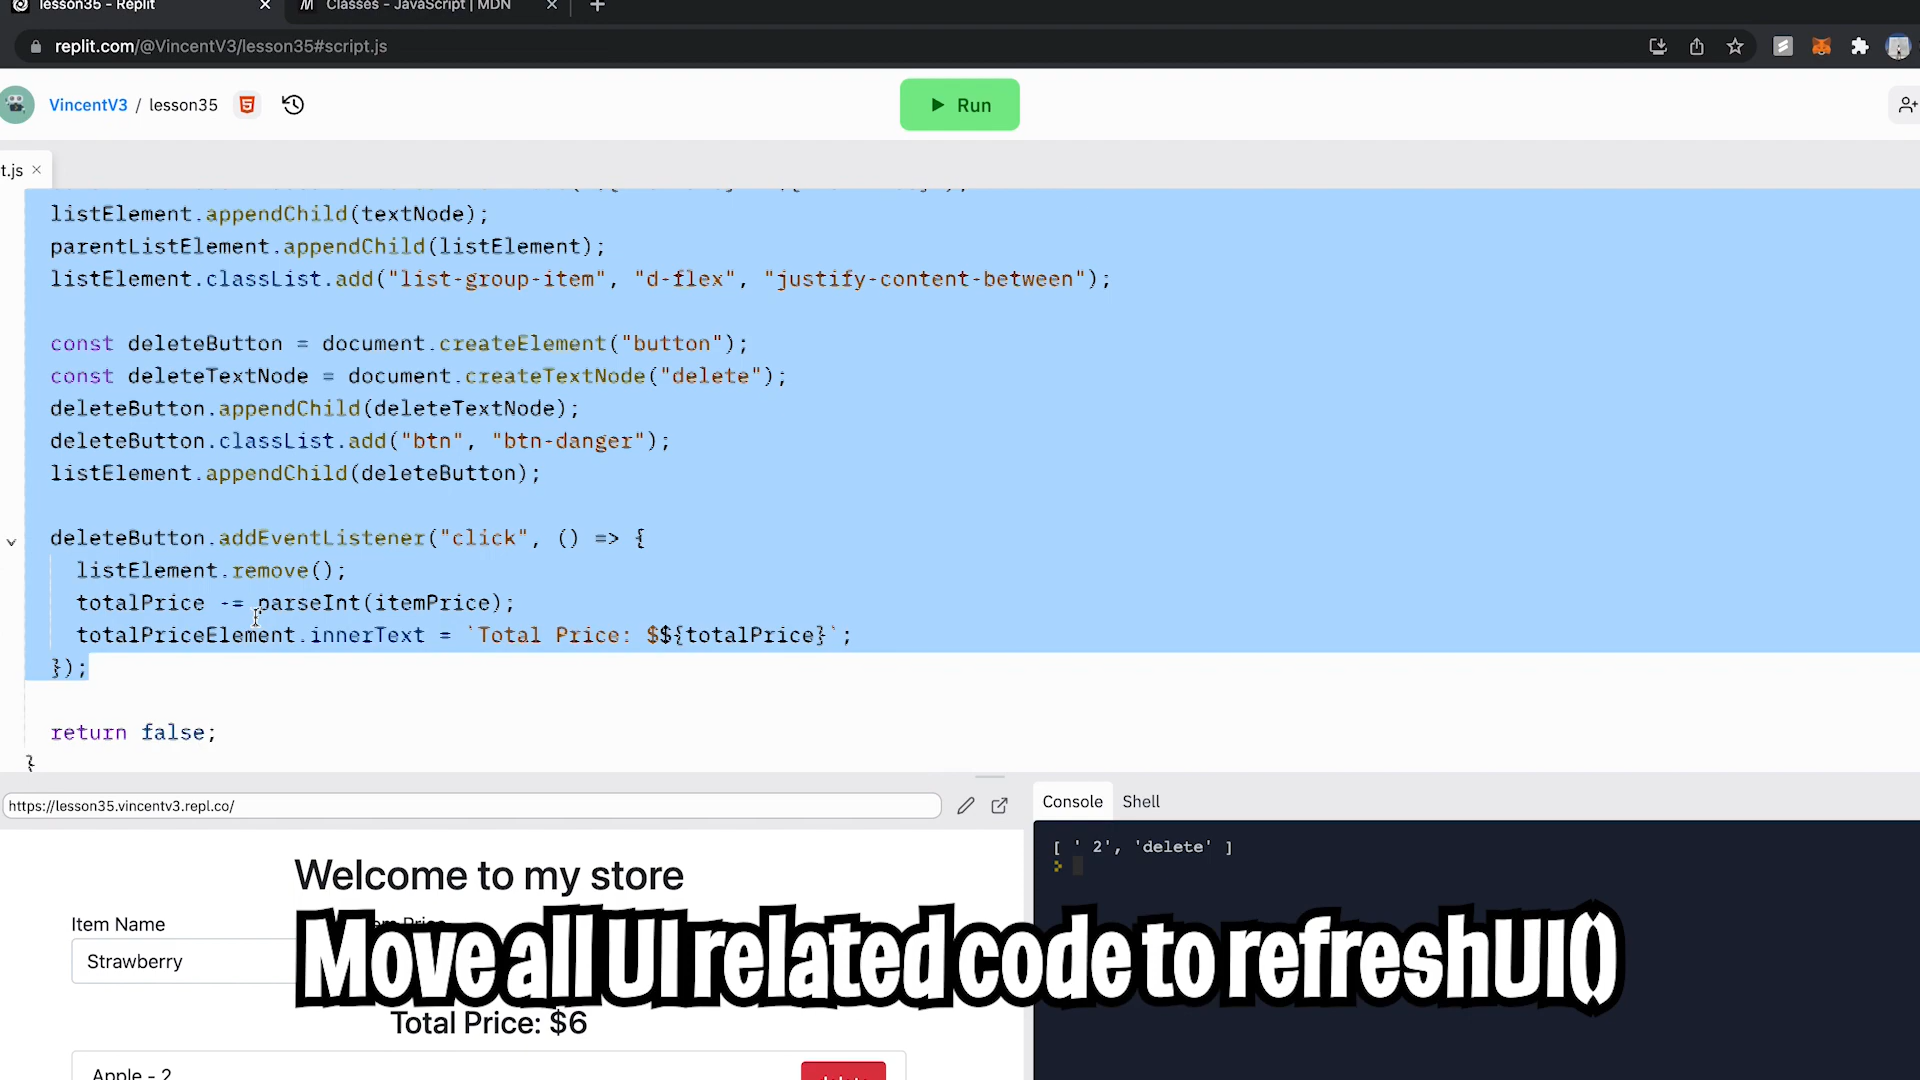 lesson35 - Replit
Classes - JavaScript | MDN
replit.com/@VincentV3/lesson35#script.js
VincentV3 / lesson35
Run
t.js
listElement.appendChild(textNode);
parentListElement.appendChild(listElement);
listElement.classList.add("list-group-item", "d-flex", "justify-content-between");
const deleteButton = document.createElement("button");
const deleteTextNode = document.createTextNode("delete");
deleteButton.appendChild(deleteTextNode);
deleteButton.classList.add("btn", "btn-danger");
listElement.appendChild(deleteButton);
deleteButton.addEventListener("click", () => {
listElement.remove();
totalPrice -= parseInt(itemPrice);
totalPriceElement.innerText = `Total Price: $${totalPrice}`;
});
return false;
}
https://lesson35.vincentv3.repl.co/
Console Shell
[ ' 2', 'delete' ]
>
Welcome to my store
Item Name
Strawberry
Move all UI related code to refreshUI()
Total Price: $6
Apple - 2